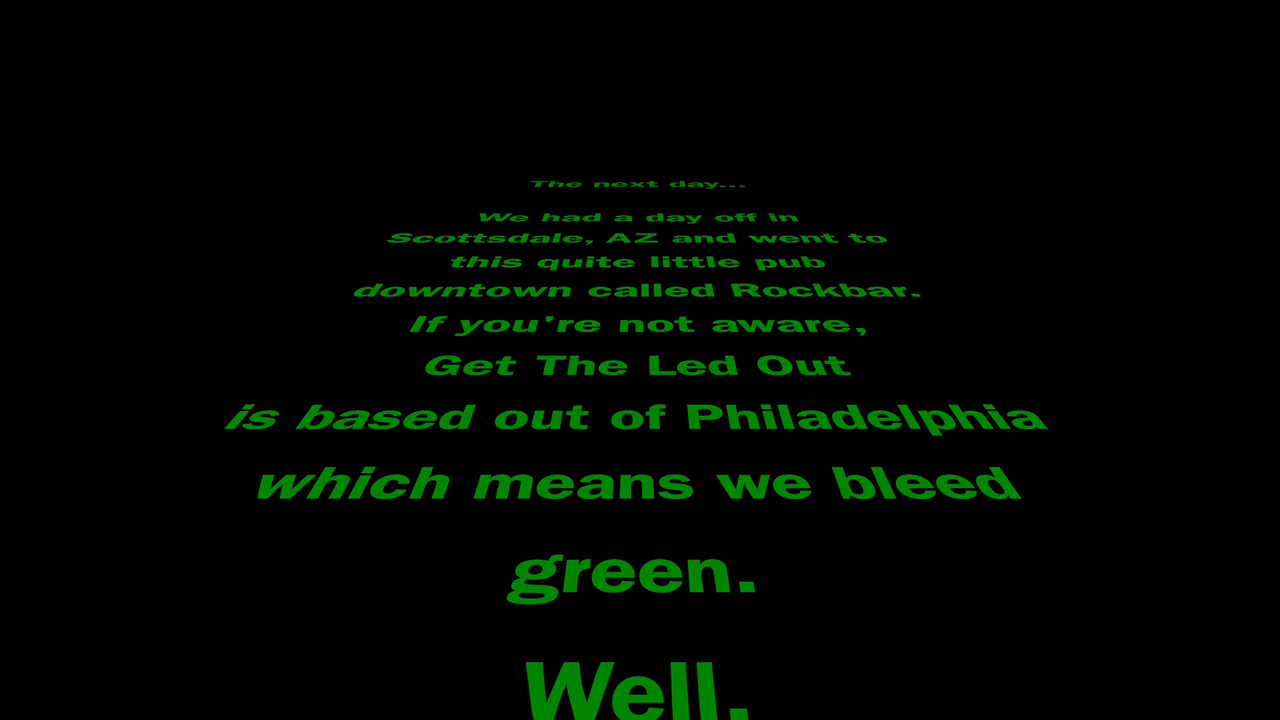 The next day...
We had a day off in
Scottsdale, AZ and went to
this quite little pub
downtown called Rockbar.
If you're not aware,
Get The Led Out
is based out of Philadelphia
which means we bleed
green.
Well.